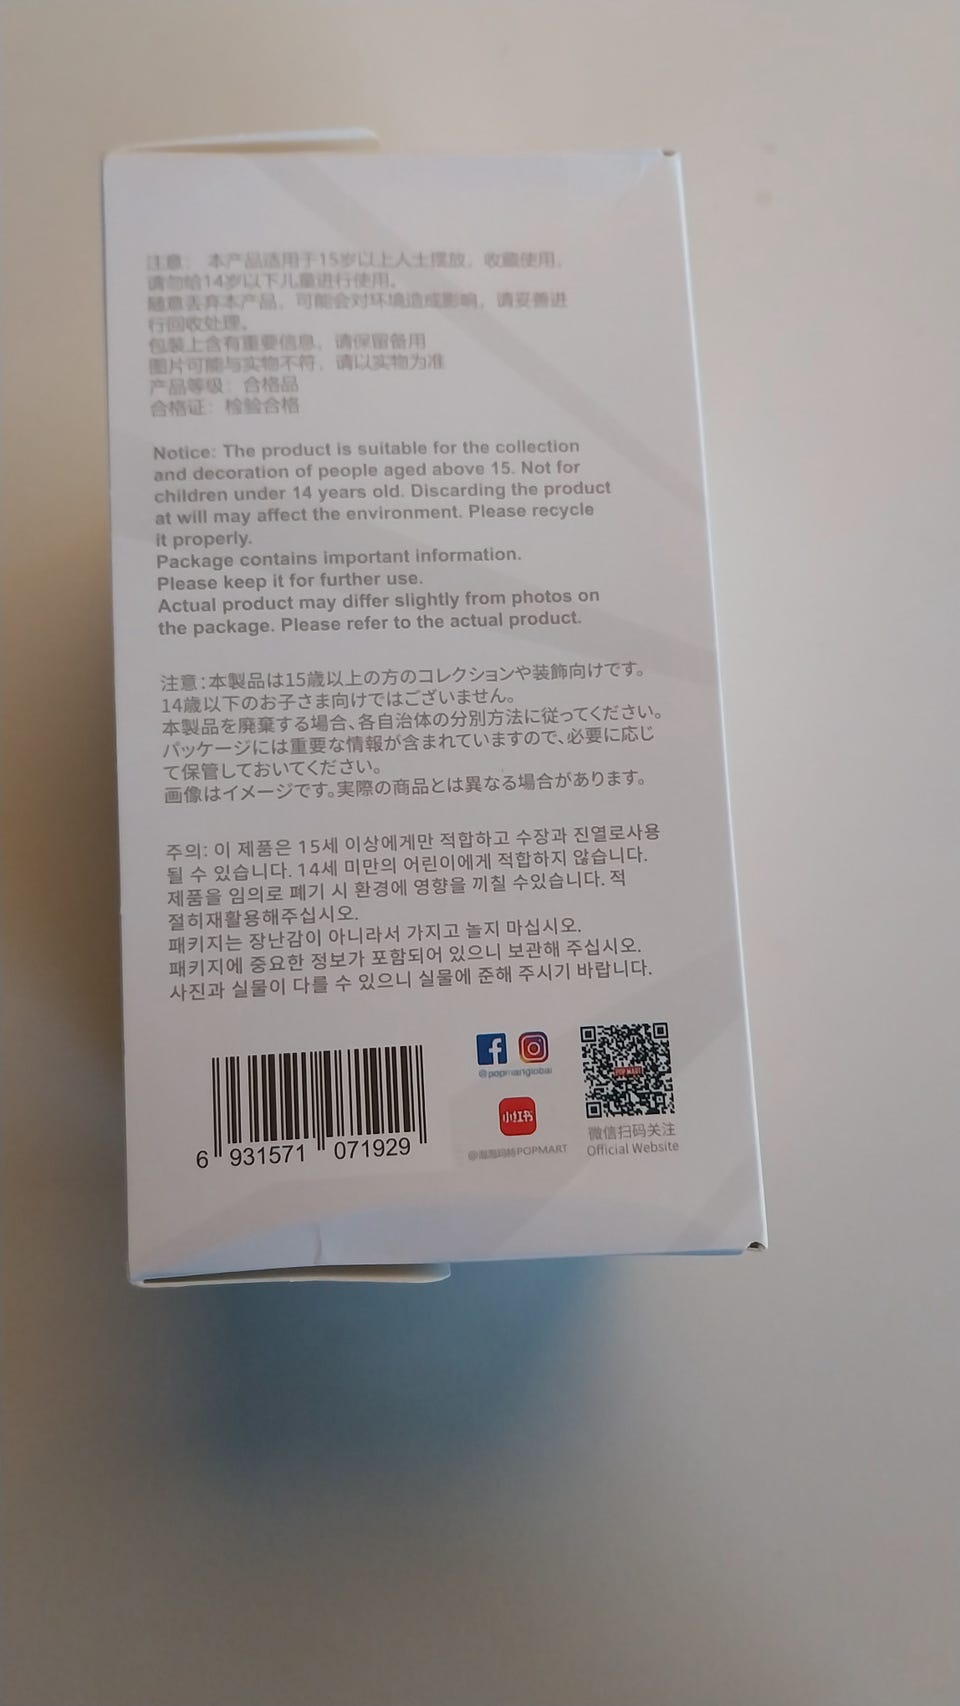 注意： 本产品适用于15岁以上人士摆放、收藏使用，
请勿给14岁以下儿童进行使用。
随意丢弃本产品，可能会对环境造成影响，请妥善进
行回收处理。
包装上含有重要信息，请保留备用
图片可能与实物不符，请以实物为准
产品等级：合格品
合格证：检验合格
Notice: The product is suitable for the collection
and decoration of people aged above 15. Not for
children under 14 years old. Discarding the product
at will may affect the environment. Please recycle
it properly.
Package contains important information.
Please keep it for further use.
Actual product may differ slightly from photos on
the package. Please refer to the actual product.
注意：本製品は15歳以上の方のコレクションや装飾向けです。
14歳以下のお子さま向けではございません。
本製品を廃棄する場合、各自治体の分別方法に従ってください。
パッケージには重要な情報が含まれていますので、必要に応じ
て保管しておいてください。
画像はイメージです。実際の商品とは異なる場合があります。
주의: 이 제품은 15세 이상에게만 적합하고 수장과 진열로사용
될 수 있습니다. 14세 미만의 어린이에게 적합하지 않습니다.
제품을 임의로 폐기 시 환경에 영향을 끼칠 수있습니다. 적
절히재활용해주십시오.
패키지는 장난감이 아니라서 가지고 놀지 마십시오.
패키지에 중요한 정보가 포함되어 있으니 보관해 주십시오.
사진과 실물이 다를 수 있으니 실물에 준해 주시기 바랍니다.
6 931571 071929
@popmartglobal
小红书
@泡泡玛特POPMART
POP MART
微信扫码关注
Official Website